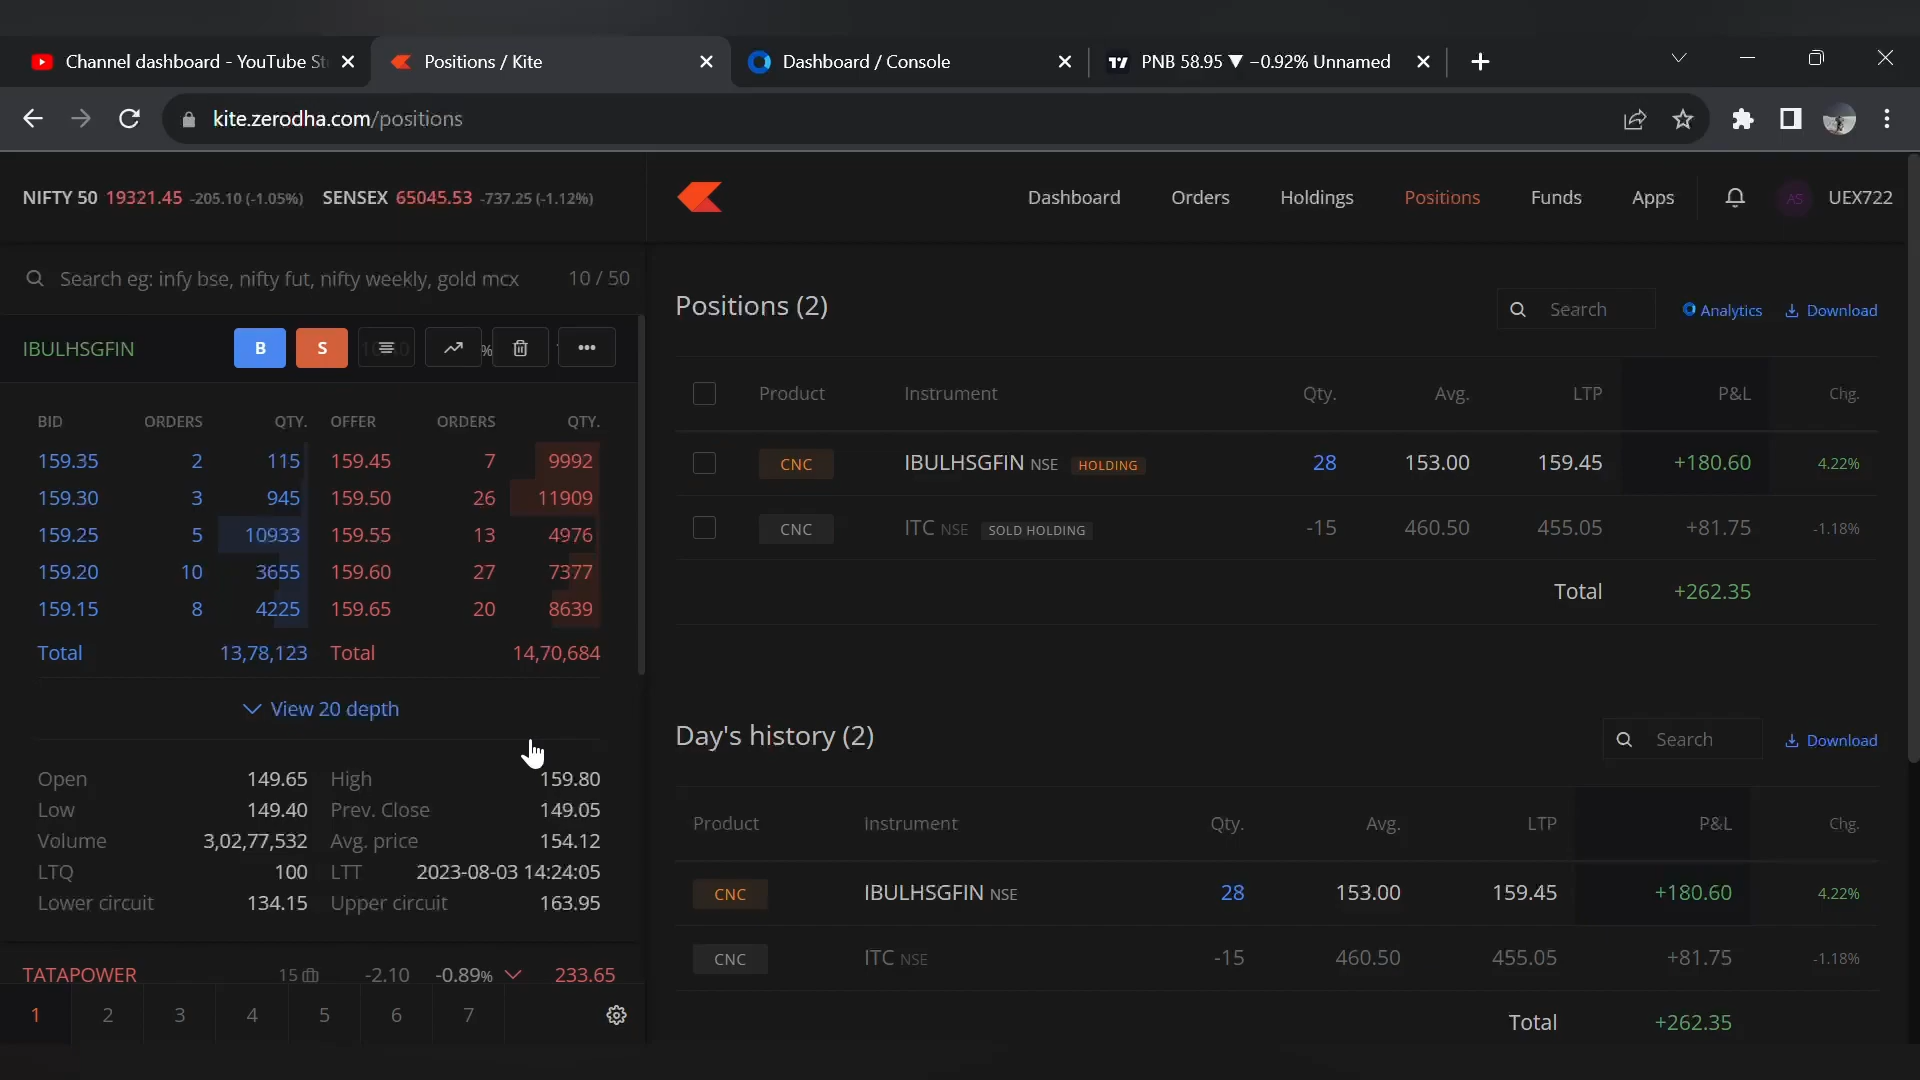 Channel dashboard - YouTube St
Positions / Kite
Dashboard / Console
PNB 58.95 ▼ −0.92% Unnamed
kite.zerodha.com/positions
NIFTY 50 19321.45 -205.10 (-1.05%) SENSEX 65045.53 -737.25 (-1.12%)
Dashboard Orders Holdings Positions Funds Apps AS UEX722
Search eg: infy bse, nifty fut, nifty weekly, gold mcx 10 / 50
IBULHSGFIN B S %
BID ORDERS QTY. OFFER ORDERS QTY.
159.35 2 115 159.45 7 9992
159.30 3 945 159.50 26 11909
159.25 5 10933 159.55 13 4976
159.20 10 3655 159.60 27 7377
159.15 8 4225 159.65 20 8639
Total 13,78,123 Total 14,70,684
View 20 depth
Open 149.65 High 159.80
Low 149.40 Prev. Close 149.05
Volume 3,02,77,532 Avg. price 154.12
LTQ 100 LTT 2023-08-03 14:24:05
Lower circuit 134.15 Upper circuit 163.95
TATAPOWER 15 -2.10 -0.89% 233.65
1 2 3 4 5 6 7
Positions (2) Search Analytics Download
Product Instrument Qty. Avg. LTP P&L Chg.
CNC IBULHSGFIN NSE HOLDING 28 153.00 159.45 +180.60 4.22%
CNC ITC NSE SOLD HOLDING -15 460.50 455.05 +81.75 -1.18%
Total +262.35
Day's history (2) Search Download
Product Instrument Qty. Avg. LTP P&L Chg.
CNC IBULHSGFIN NSE 28 153.00 159.45 +180.60 4.22%
CNC ITC NSE -15 460.50 455.05 +81.75 -1.18%
Total +262.35